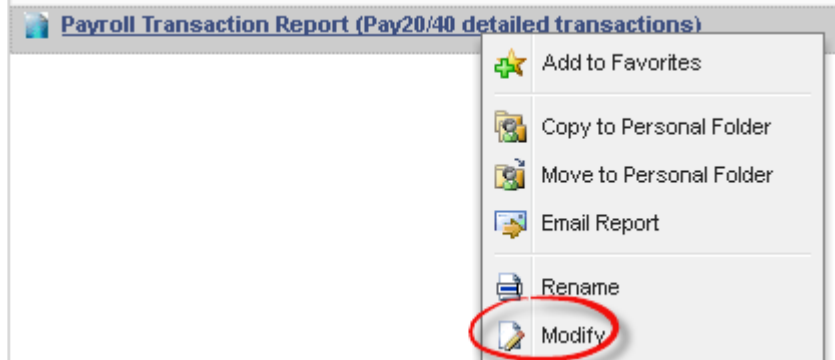 Payroll Transaction Report (Pay20/40 detailed transactions)
Add to Favorites
Copy to Personal Folder
Move to Personal Folder
Email Report
Rename
Modify